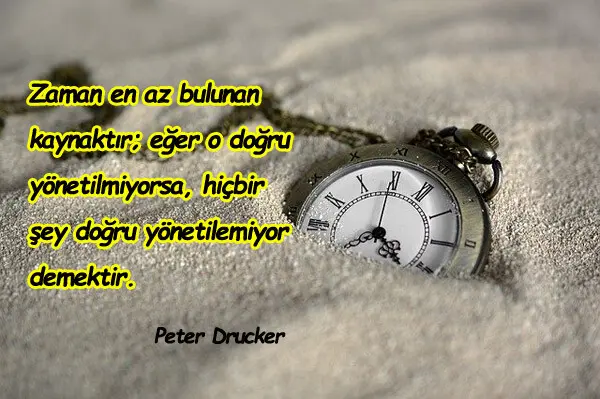 Zaman en az bulunan
kaynaktır; eğer o doğru
yönetilmiyorsa, hiçbir
şey doğru yönetilemiyor
demektir.
Peter Drucker